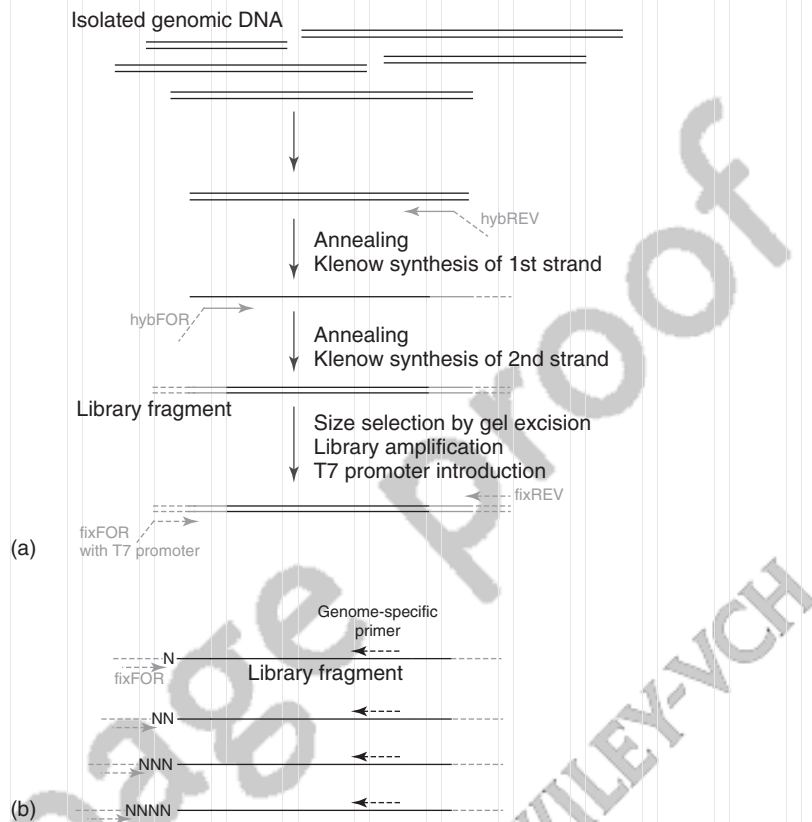 Isolated genomic DNA
hybREV
Annealing
Klenow synthesis of 1st strand
hybFOR
Annealing
Klenow synthesis of 2nd strand
Library fragment
Size selection by gel excision
Library amplification
T7 promoter introduction
fixREV
fixFOR
with T7 promoter
(a)
Genome-specific
primer
N
fixFOR
Library fragment
NN
NNN
NNNN
(b)
page proof
WILEY-VCH